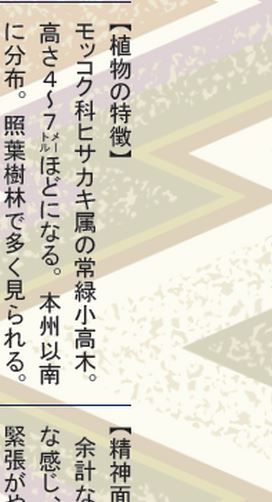 【植物の特徴】
モッコク科ヒサカキ属の常緑小高木。
高さ4〜7メートルほどになる。本州以南
に分布。照葉樹林で多く見られる。
【精神面
余計な
な感じ、
緊張がや